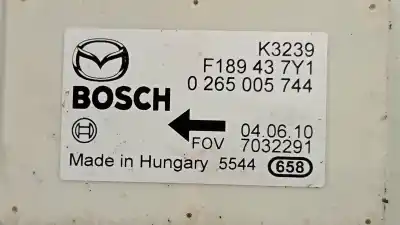 K3239
F189 43 7Y1
0 265 005 744
BOSCH
04.06.10
FOV 7032291
Made in Hungary 5544 658